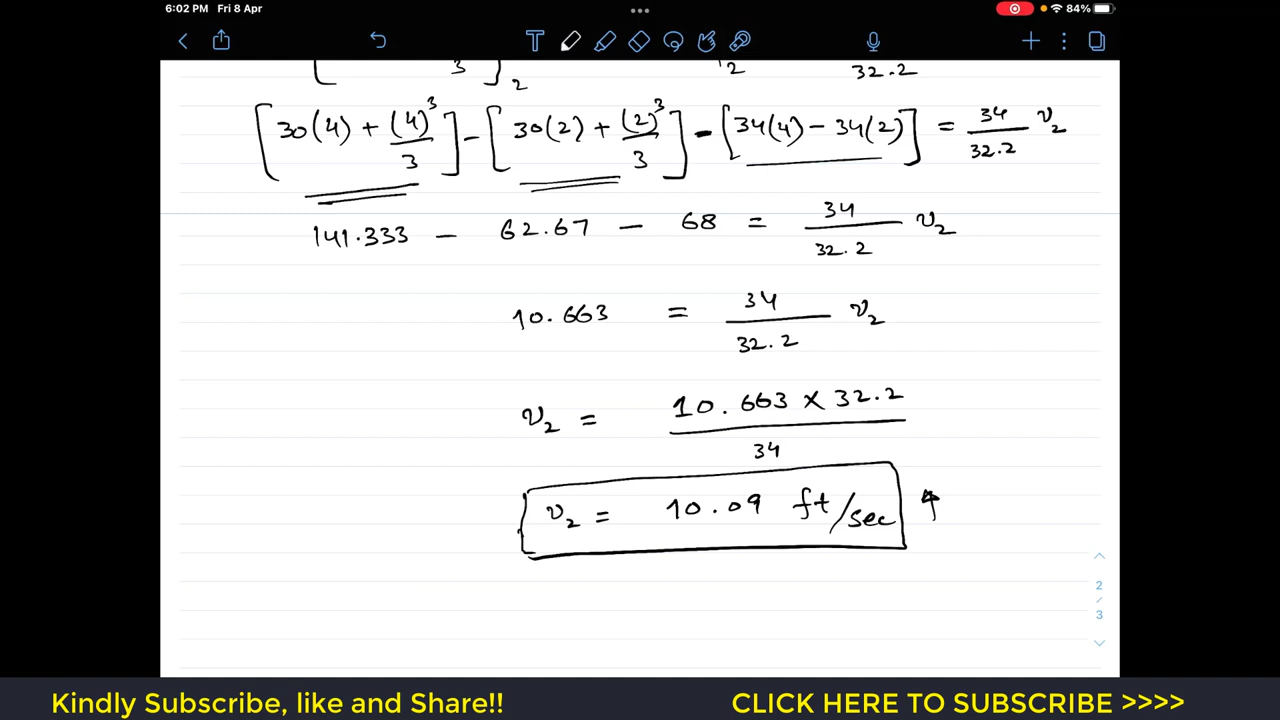 6:02 PM Fri 8 Apr 84%
3 ]₂ 2 32.2
[30(4) + (4)³/3] - [30(2) + (2)³/3] - [34(4) - 34(2)] = 34/32.2 v₂
141.333 - 62.67 - 68 = 34/32.2 v₂
10.663 = 34/32.2 v₂
v₂ = 10.663 × 32.2/34
v₂ = 10.09 ft/sec ↑
2/3
Kindly Subscribe, like and Share!! CLICK HERE TO SUBSCRIBE >>>>